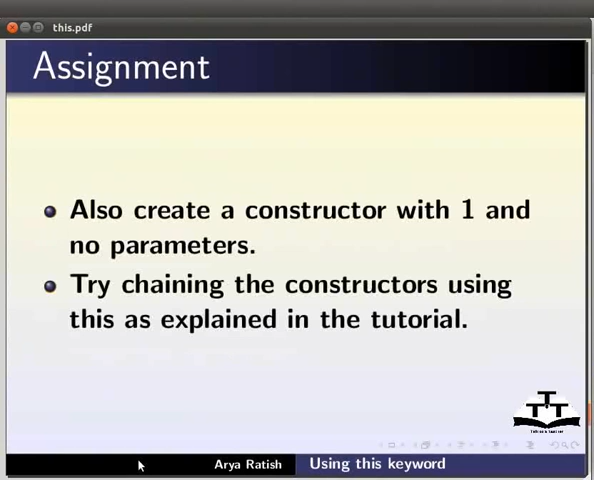 this.pdf
Assignment
Also create a constructor with 1 and
no parameters.
Try chaining the constructors using
this as explained in the tutorial.
Arya Ratish
Using this keyword